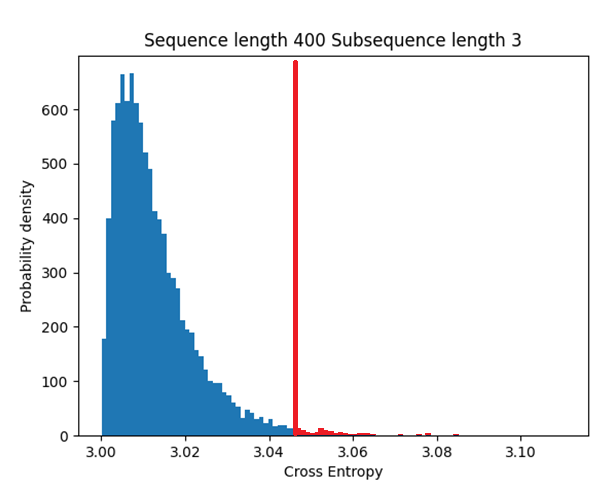 Sequence length 400 Subsequence length 3
Probability density
600
500
400
300
200
100
0
3.00 3.02 3.04 3.06 3.08 3.10
Cross Entropy